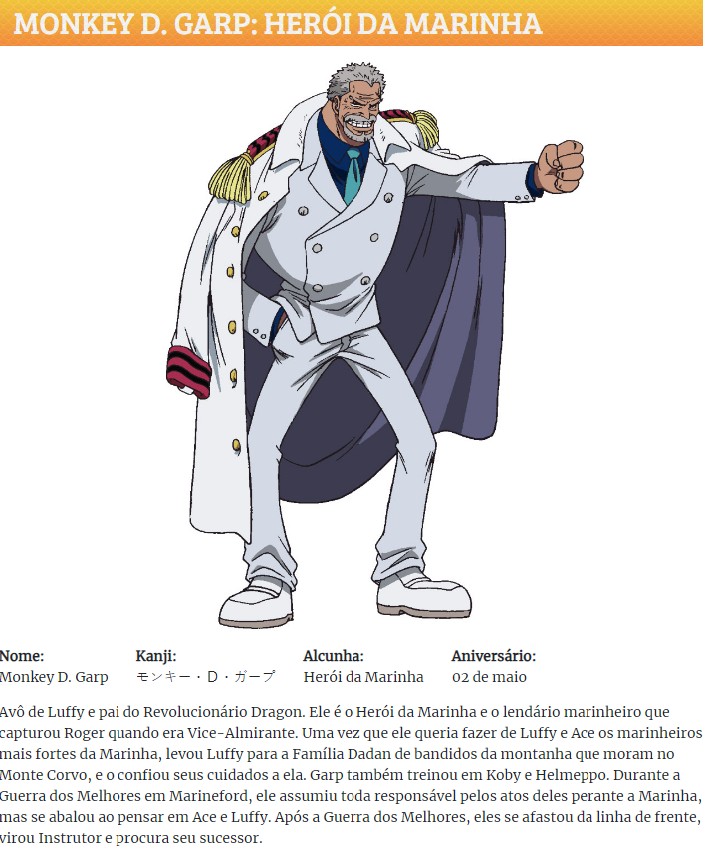 MONKEY D. GARP: HERÓI DA MARINHA
Nome: Kanji: Alcunha: Aniversário:
Monkey D. Garp モンキー・D・ガープ Herói da Marinha 02 de maio
Avô de Luffy e pai do Revolucionário Dragon. Ele é o Herói da Marinha e o lendário marinheiro que
capturou Roger quando era Vice-Almirante. Uma vez que ele queria fazer de Luffy e Ace os marinheiros
mais fortes da Marinha, levou Luffy para a Família Dadan de bandidos da montanha que moram no
Monte Corvo, e o confiou seus cuidados a ela. Garp também treinou em Koby e Helmeppo. Durante a
Guerra dos Melhores em Marineford, ele assumiu toda responsável pelos atos deles perante a Marinha,
mas se abalou ao pensar em Ace e Luffy. Após a Guerra dos Melhores, eles se afastou da linha de frente,
virou Instrutor e procura seu sucessor.